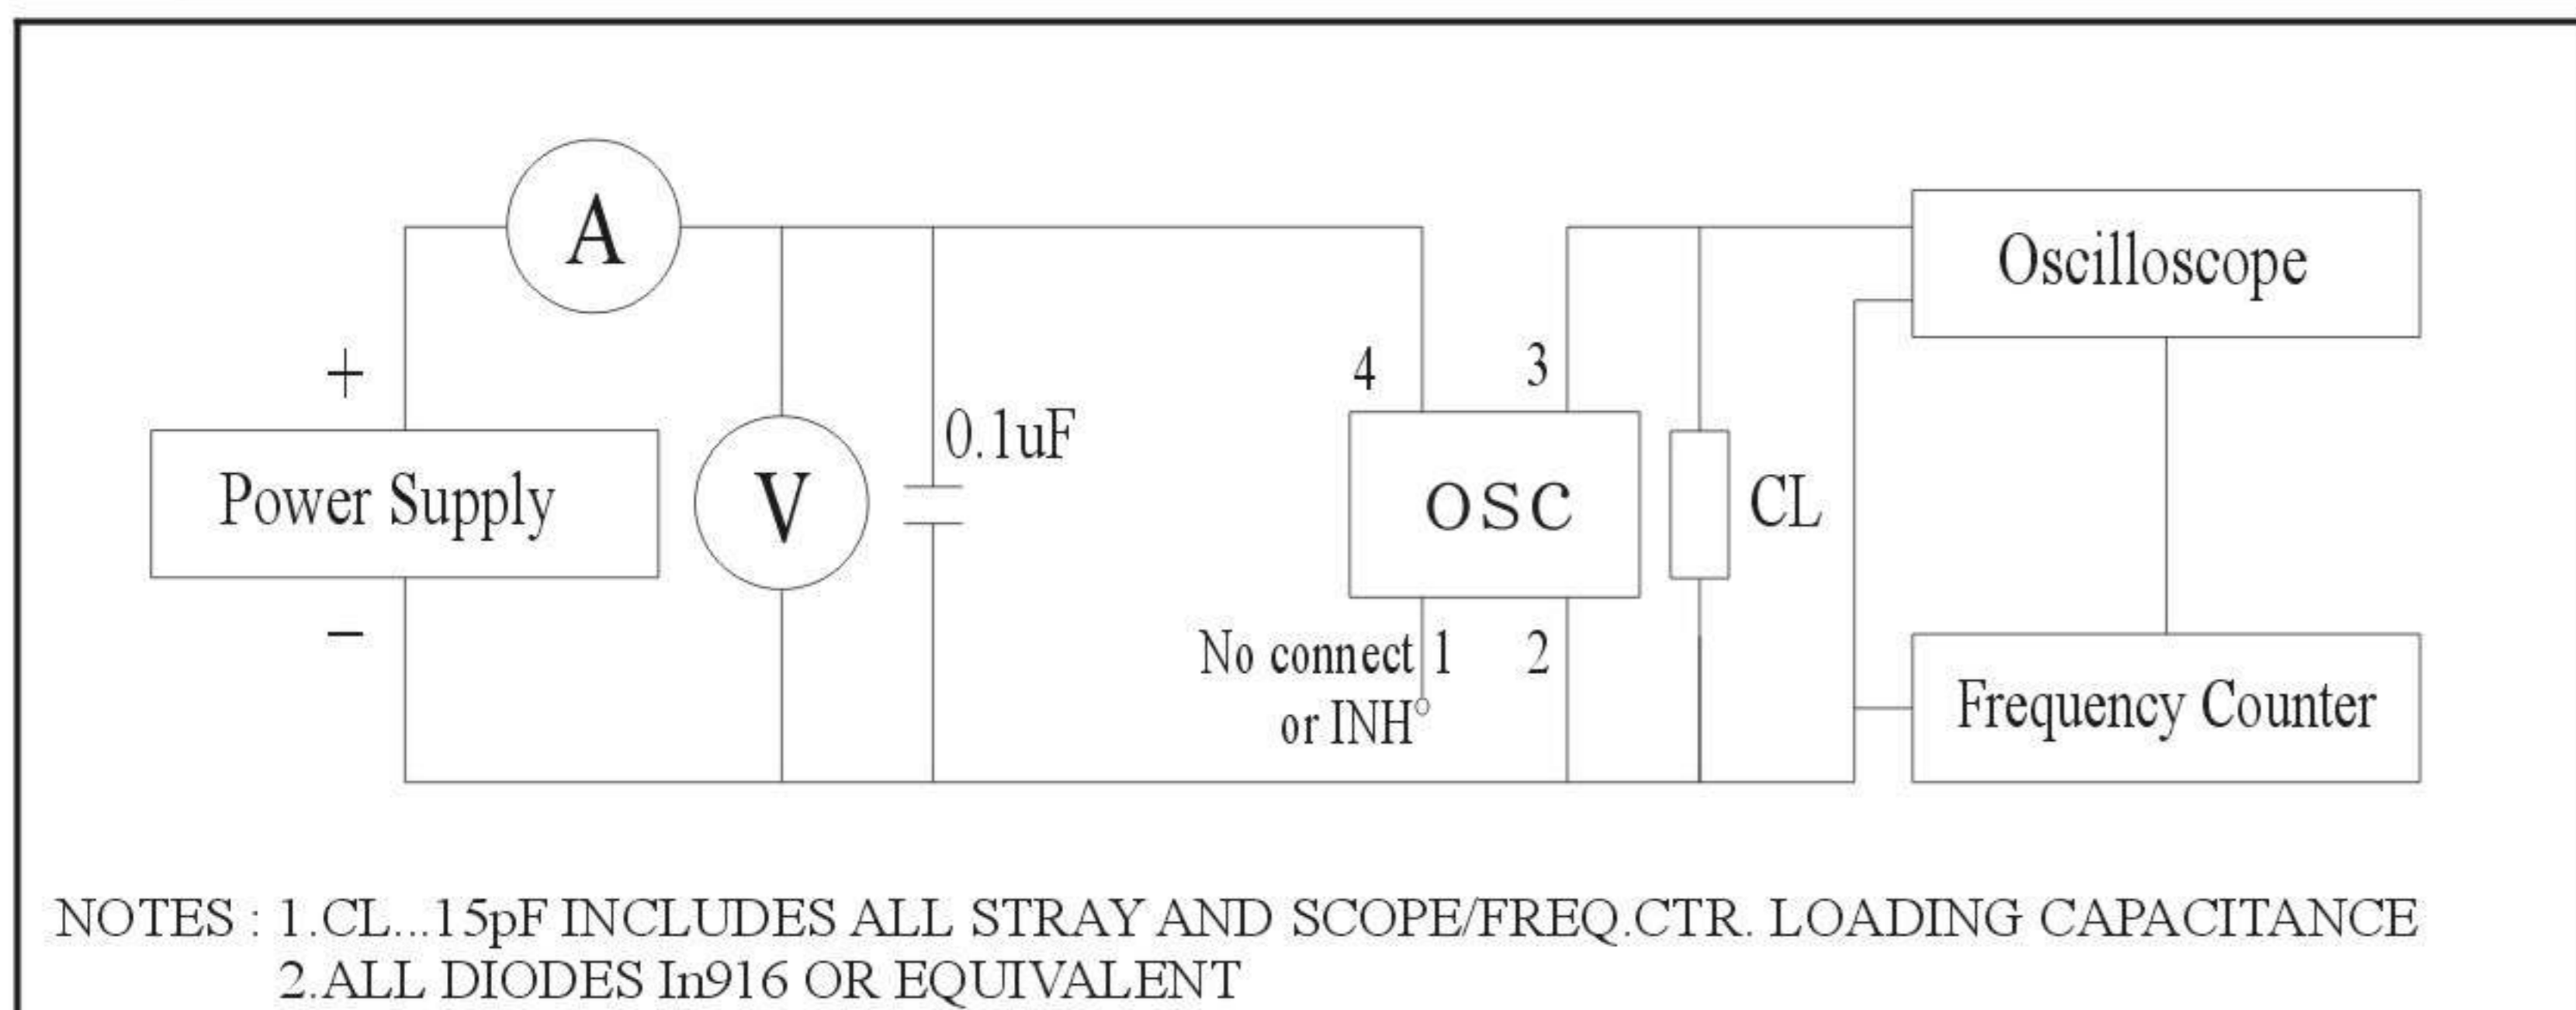 A
Oscilloscope
+
4
3
0.1uF
Power Supply
V
OSC
CL
−
No connect 1
2
or INH
Frequency Counter
NOTES : 1.CL...15pF INCLUDES ALL STRAY AND SCOPE/FREQ.CTR. LOADING CAPACITANCE
2.ALL DIODES In916 OR EQUIVALENT